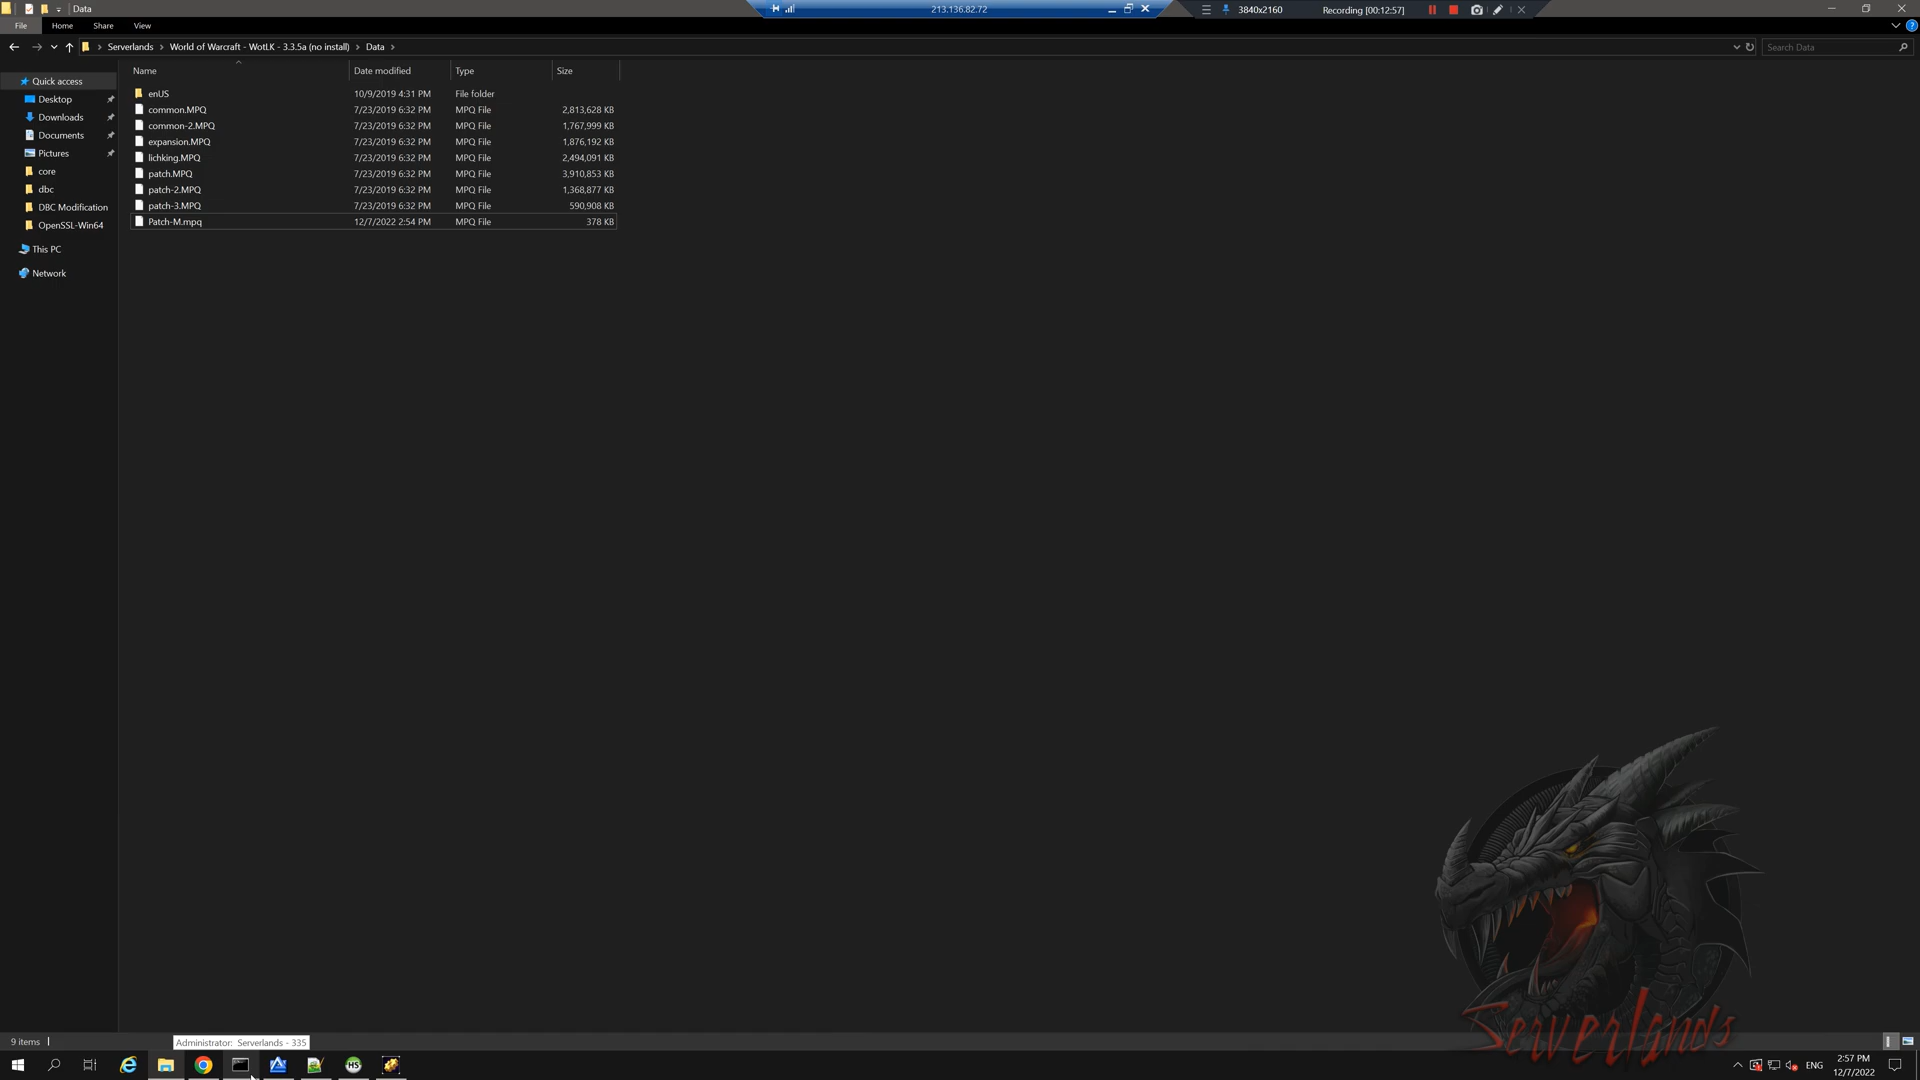 Data
213.136.82.72
3840x2160
Recording [00:12:57]
File
Home
Share
View
Serverlands
World of Warcraft - WotLK - 3.3.5a (no install)
Data
Search Data
Name
Date modified
Type
Size
Quick access
Desktop
Downloads
Documents
Pictures
core
dbc
DBC Modification
OpenSSL-Win64
This PC
Network
enUS 10/9/2019 4:31 PM File folder
common.MPQ 7/23/2019 6:32 PM MPQ File 2,813,628 KB
common-2.MPQ 7/23/2019 6:32 PM MPQ File 1,767,999 KB
expansion.MPQ 7/23/2019 6:32 PM MPQ File 1,876,192 KB
lichking.MPQ 7/23/2019 6:32 PM MPQ File 2,494,091 KB
patch.MPQ 7/23/2019 6:32 PM MPQ File 3,910,853 KB
patch-2.MPQ 7/23/2019 6:32 PM MPQ File 1,368,877 KB
patch-3.MPQ 7/23/2019 6:32 PM MPQ File 590,908 KB
Patch-M.mpq 12/7/2022 2:54 PM MPQ File 378 KB
Serverlands
9 items
Administrator: Serverlands - 335
HS
ENG
2:57 PM
12/7/2022